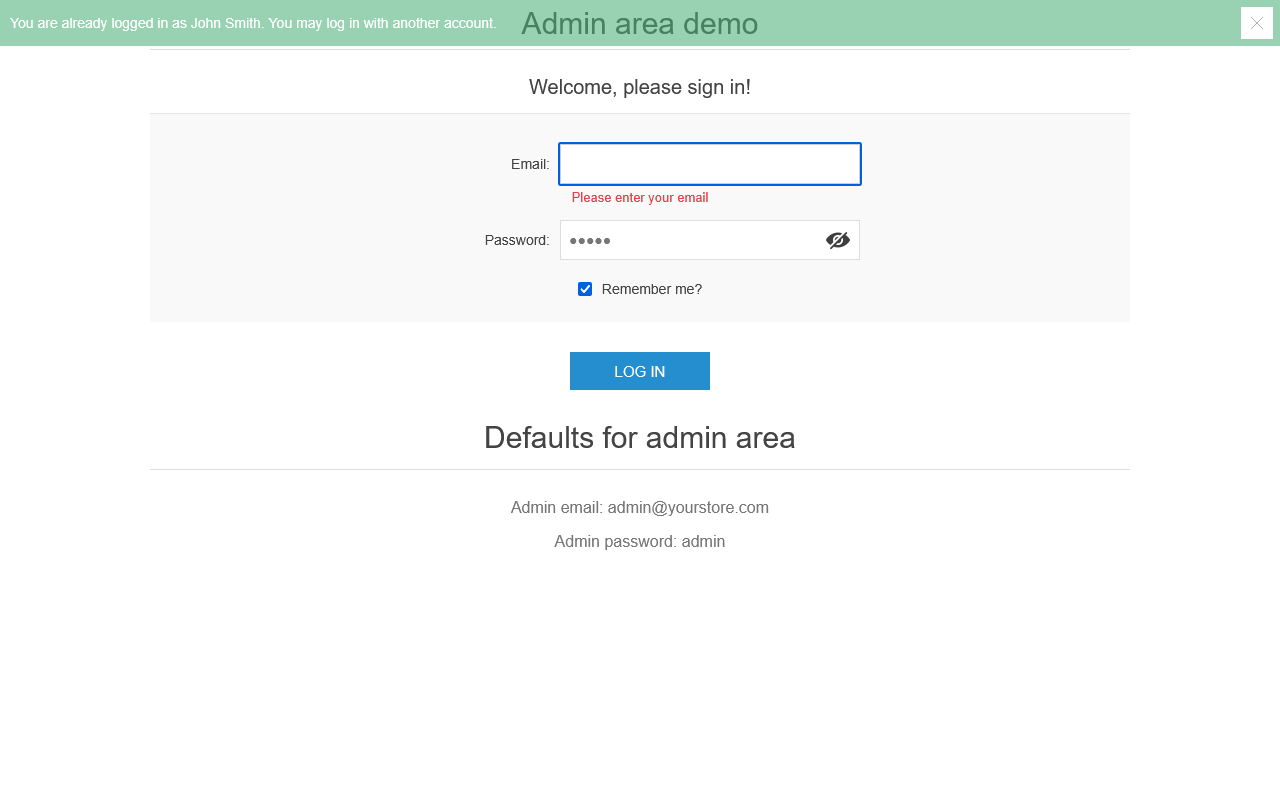 You are already logged in as John Smith. You may log in with another account.
Admin area demo
Welcome, please sign in!
Email:
Please enter your email
Password:
●●●●●
Remember me?
LOG IN
Defaults for admin area
Admin email: admin@yourstore.com
Admin password: admin